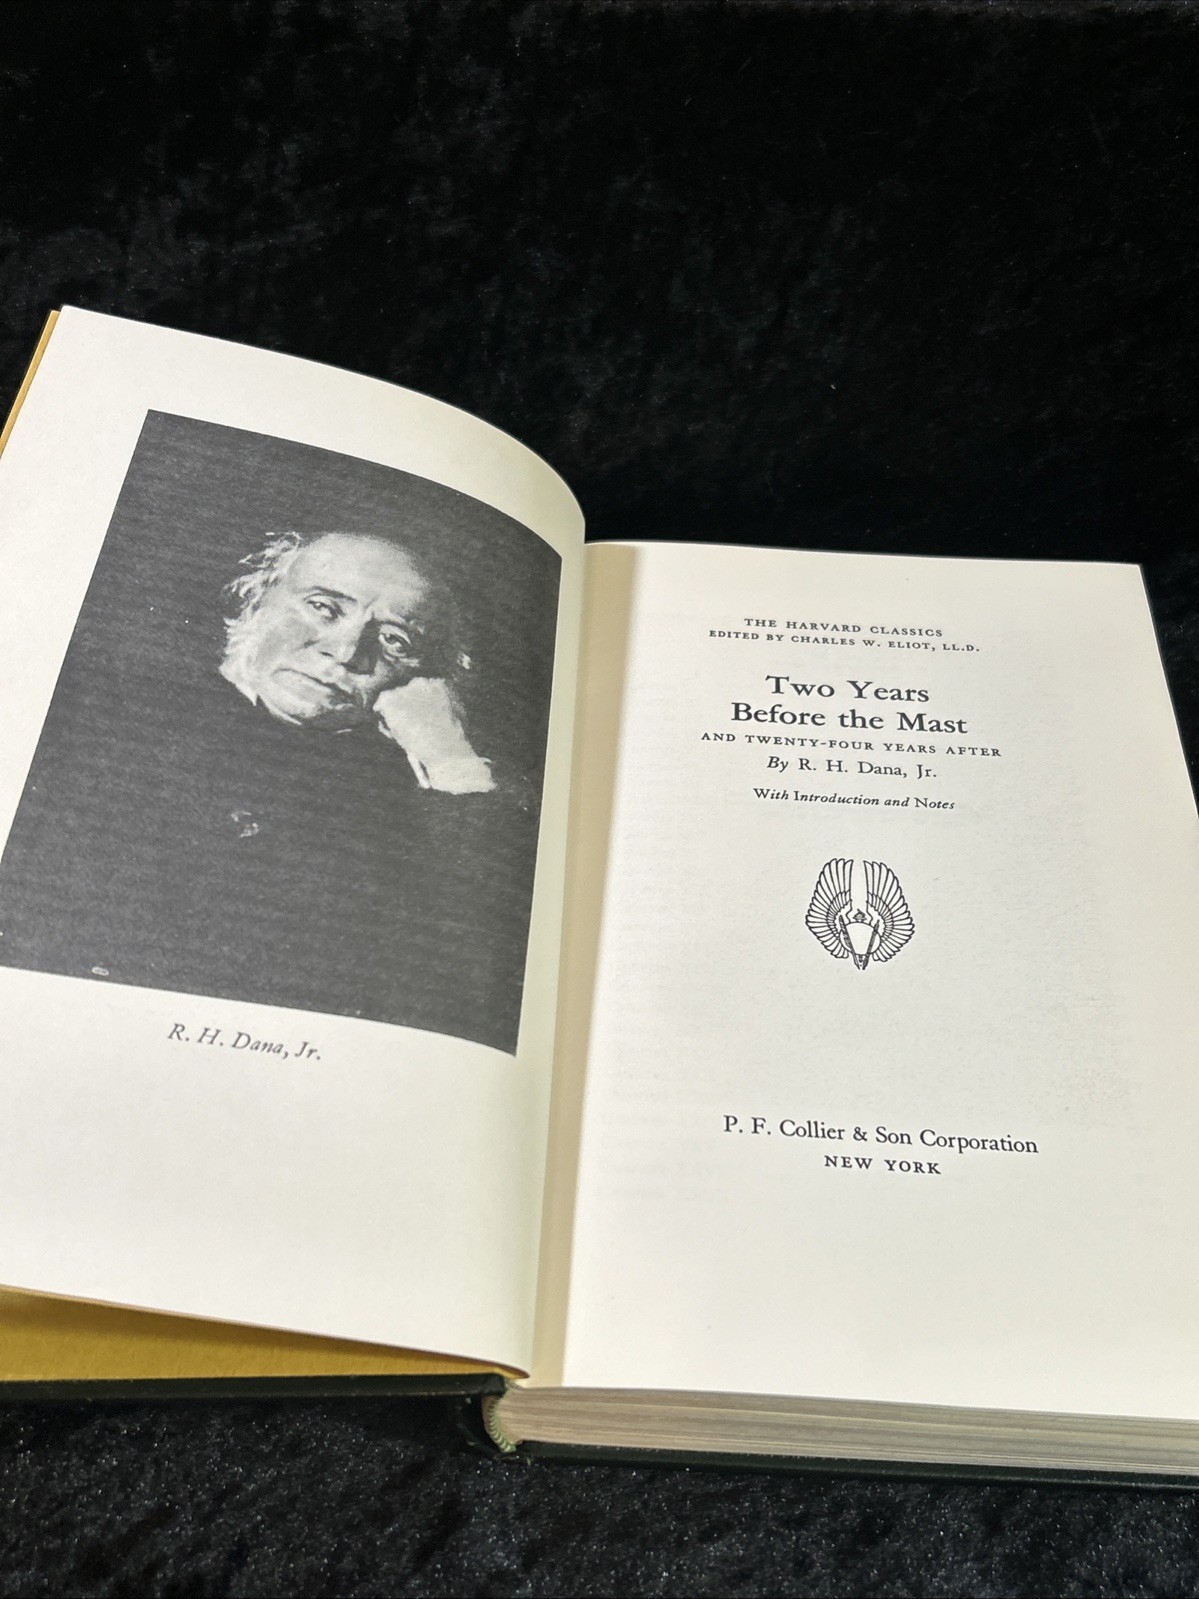 R. H. Dana, Jr.
THE HARVARD CLASSICS
EDITED BY CHARLES W. ELIOT, LL.D.
Two Years
Before the Mast
AND TWENTY-FOUR YEARS AFTER
By R. H. Dana, Jr.
With Introduction and Notes
P. F. Collier & Son Corporation
NEW YORK